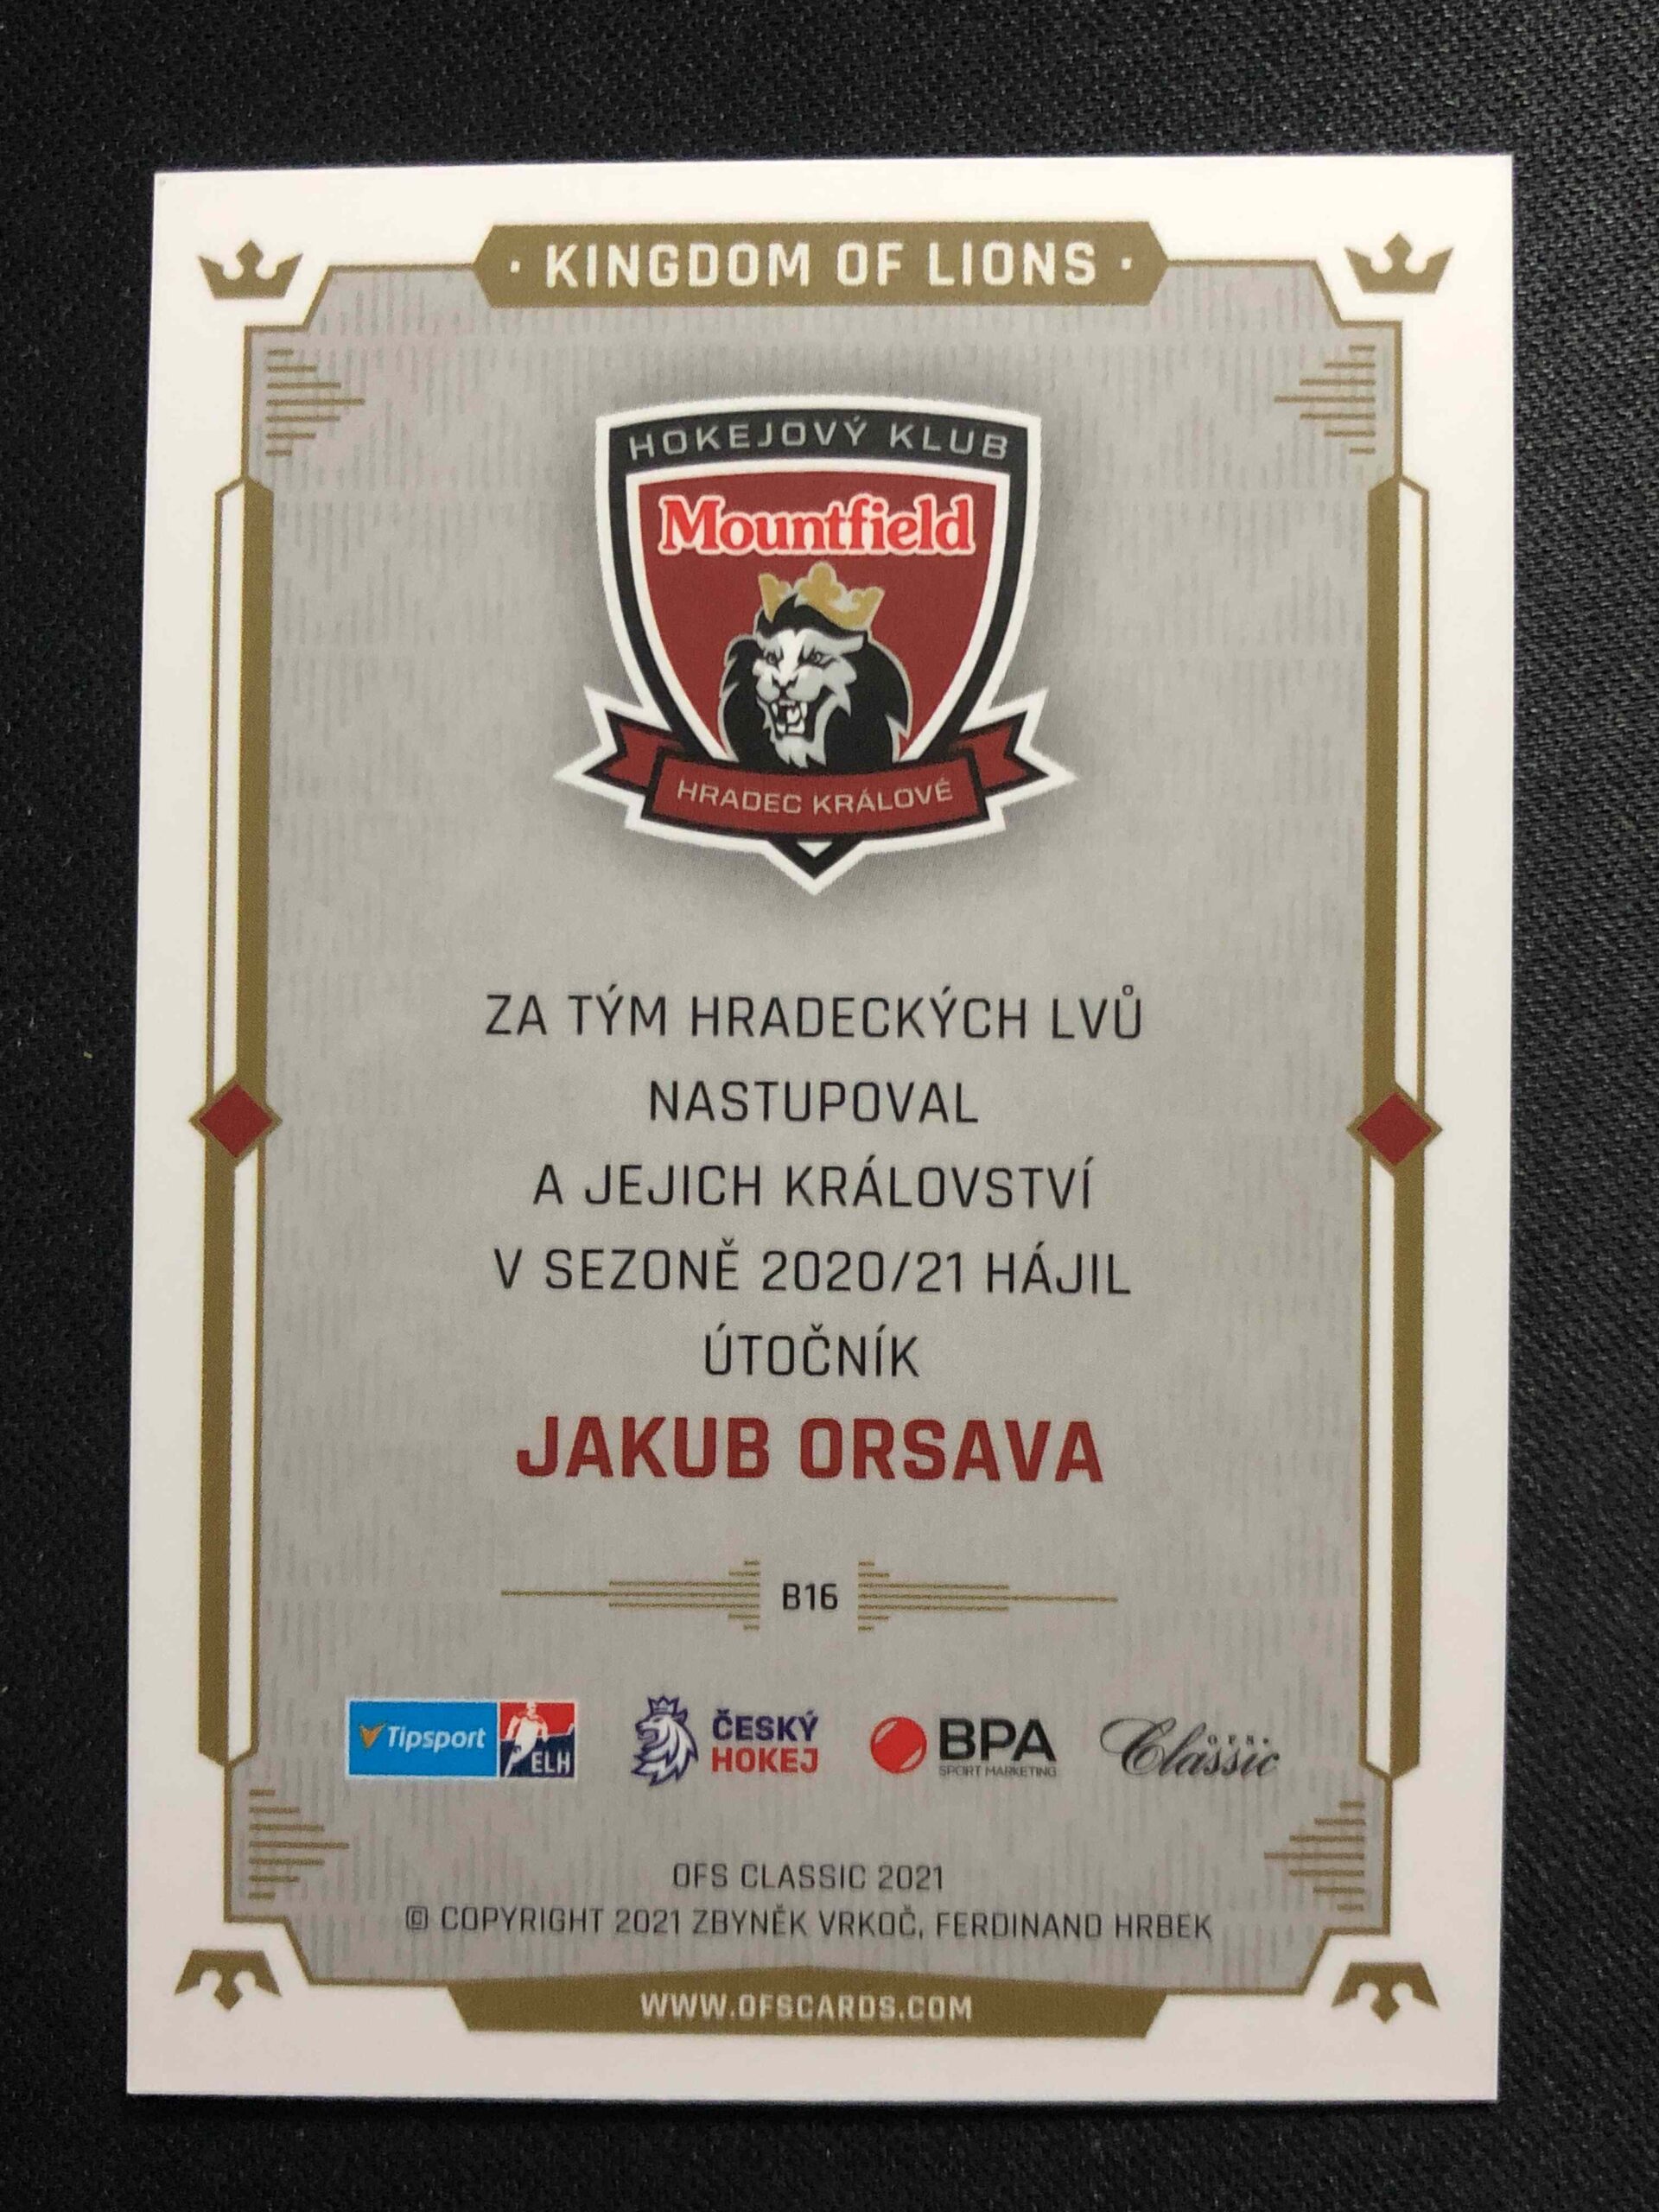 · KINGDOM OF LIONS ·
HOKEJOVÝ KLUB
Mountfield
HRADEC KRÁLOVÉ
ZA TÝM HRADECKÝCH LVŮ
NASTUPOVAL
A JEJICH KRÁLOVSTVÍ
V SEZONĚ 2020/21 HÁJIL
ÚTOČNÍK
JAKUB ORSAVA
B16
Tipsport ELH
ČESKÝ
HOKEJ
BPA
SPORT MARKETING
OFS
Classic
OFS CLASSIC 2021
© COPYRIGHT 2021 ZBYNĚK VRKOČ, FERDINAND HRBEK
WWW.OFSCARDS.COM